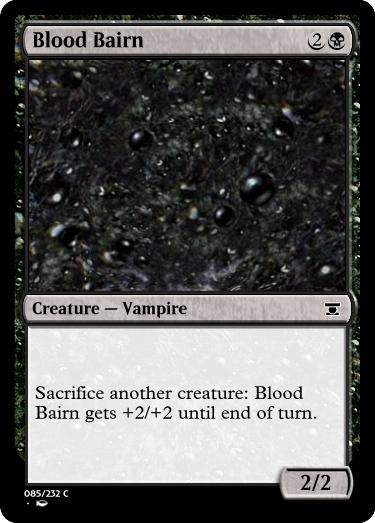 Blood Bairn 2
Creature — Vampire
Sacrifice another creature: Blood
Bairn gets +2/+2 until end of turn.
2/2
085/232 C